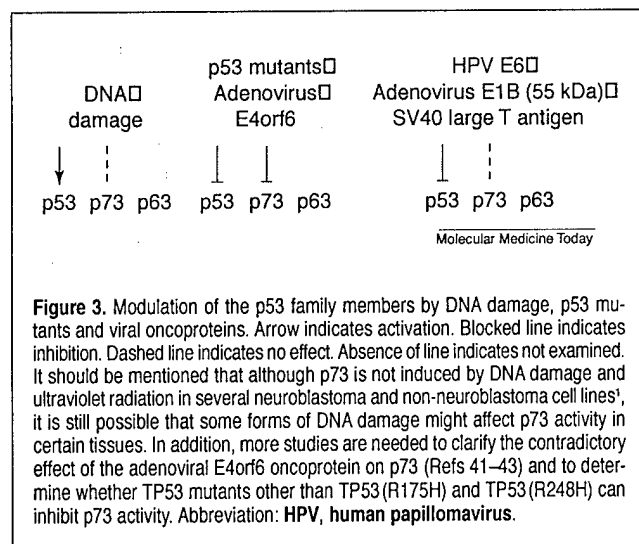 DNA□
damage
p53 p73 p63
p53 mutants□
Adenovirus□
E4orf6
p53 p73 p63
HPV E6□
Adenovirus E1B (55 kDa)□
SV40 large T antigen
p53 p73 p63
Molecular Medicine Today
Figure 3. Modulation of the p53 family members by DNA damage, p53 mu-
tants and viral oncoproteins. Arrow indicates activation. Blocked line indicates
inhibition. Dashed line indicates no effect. Absence of line indicates not examined.
It should be mentioned that although p73 is not induced by DNA damage and
ultraviolet radiation in several neuroblastoma and non-neuroblastoma cell lines¹,
it is still possible that some forms of DNA damage might affect p73 activity in
certain tissues. In addition, more studies are needed to clarify the contradictory
effect of the adenoviral E4orf6 oncoprotein on p73 (Refs 41–43) and to deter-
mine whether TP53 mutants other than TP53(R175H) and TP53(R248H) can
inhibit p73 activity. Abbreviation: HPV, human papillomavirus.